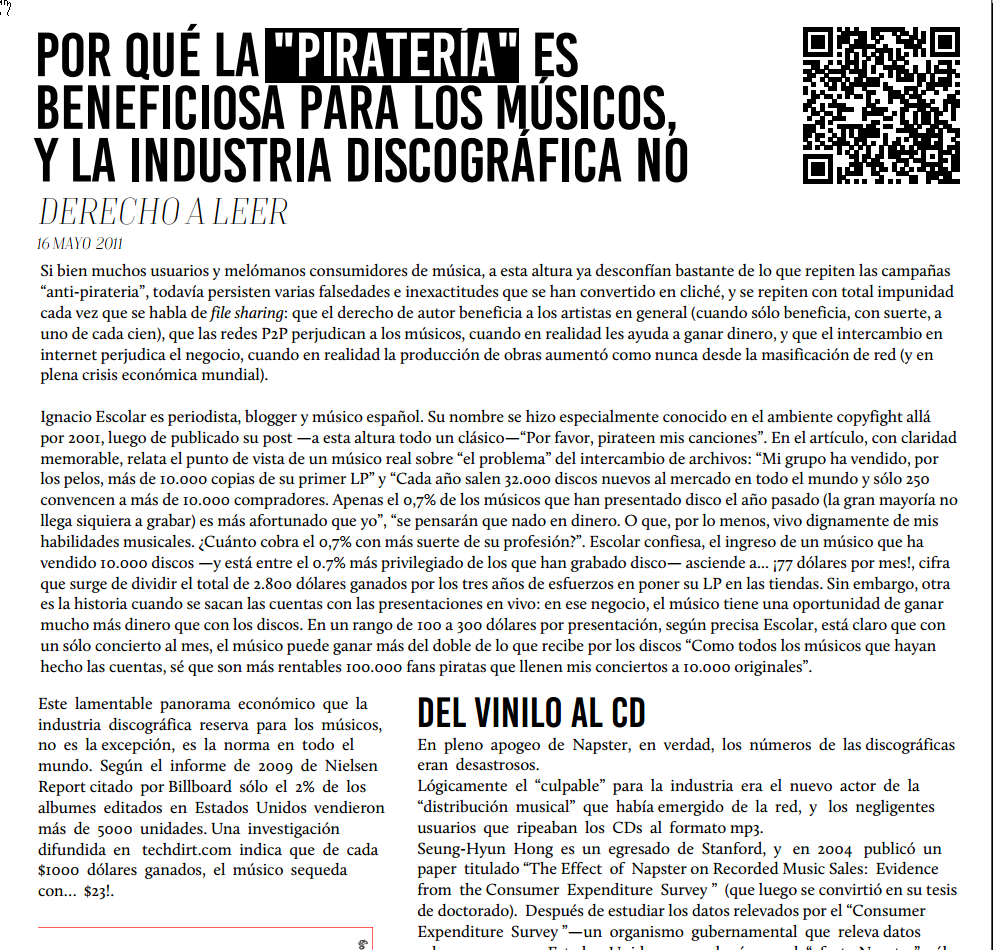 POR QUÉ LA "PIRATERÍA" ES
BENEFICIOSA PARA LOS MÚSICOS,
Y LA INDUSTRIA DISCOGRÁFICA NO
DERECHO A LEER
16 MAYO 2011
Si bien muchos usuarios y melómanos consumidores de música, a esta altura ya desconfían bastante de lo que repiten las campañas
“anti-pirateria”, todavía persisten varias falsedades e inexactitudes que se han convertido en cliché, y se repiten con total impunidad
cada vez que se habla de file sharing: que el derecho de autor beneficia a los artistas en general (cuando sólo beneficia, con suerte, a
uno de cada cien), que las redes P2P perjudican a los músicos, cuando en realidad les ayuda a ganar dinero, y que el intercambio en
internet perjudica el negocio, cuando en realidad la producción de obras aumentó como nunca desde la masificación de red (y en
plena crisis económica mundial).
Ignacio Escolar es periodista, blogger y músico español. Su nombre se hizo especialmente conocido en el ambiente copyfight allá
por 2001, luego de publicado su post —a esta altura todo un clásico—“Por favor, pirateen mis canciones”. En el artículo, con claridad
memorable, relata el punto de vista de un músico real sobre “el problema” del intercambio de archivos: “Mi grupo ha vendido, por
los pelos, más de 10.000 copias de su primer LP” y “Cada año salen 32.000 discos nuevos al mercado en todo el mundo y sólo 250
convencen a más de 10.000 compradores. Apenas el 0,7% de los músicos que han presentado disco el año pasado (la gran mayoría no
llega siquiera a grabar) es más afortunado que yo”, “se pensarán que nado en dinero. O que, por lo menos, vivo dignamente de mis
habilidades musicales. ¿Cuánto cobra el 0,7% con más suerte de su profesión?”. Escolar confiesa, el ingreso de un músico que ha
vendido 10.000 discos —y está entre el 0.7% más privilegiado de los que han grabado disco— asciende a... ¡77 dólares por mes!, cifra
que surge de dividir el total de 2.800 dólares ganados por los tres años de esfuerzos en poner su LP en las tiendas. Sin embargo, otra
es la historia cuando se sacan las cuentas con las presentaciones en vivo: en ese negocio, el músico tiene una oportunidad de ganar
mucho más dinero que con los discos. En un rango de 100 a 300 dólares por presentación, según precisa Escolar, está claro que con
un sólo concierto al mes, el músico puede ganar más del doble de lo que recibe por los discos “Como todos los músicos que hayan
hecho las cuentas, sé que son más rentables 100.000 fans piratas que llenen mis conciertos a 10.000 originales”.
Este lamentable panorama económico que la
industria discográfica reserva para los músicos,
no es la excepción, es la norma en todo el
mundo. Según el informe de 2009 de Nielsen
Report citado por Billboard sólo el 2% de los
albumes editados en Estados Unidos vendieron
más de 5000 unidades. Una investigación
difundida en techdirt.com indica que de cada
$1000 dólares ganados, el músico sequeda
con... $23!.
DEL VINILO AL CD
En pleno apogeo de Napster, en verdad, los números de las discográficas
eran desastrosos.
Lógicamente el “culpable” para la industria era el nuevo actor de la
“distribución musical” que había emergido de la red, y los negligentes
usuarios que ripeaban los CDs al formato mp3.
Seung-Hyun Hong es un egresado de Stanford, y en 2004 publicó un
paper titulado “The Effect of Napster on Recorded Music Sales: Evidence
from the Consumer Expenditure Survey ” (que luego se convirtió en su tesis
de doctorado). Después de estudiar los datos relevados por el “Consumer
Expenditure Survey ”—un organismo gubernamental que releva datos